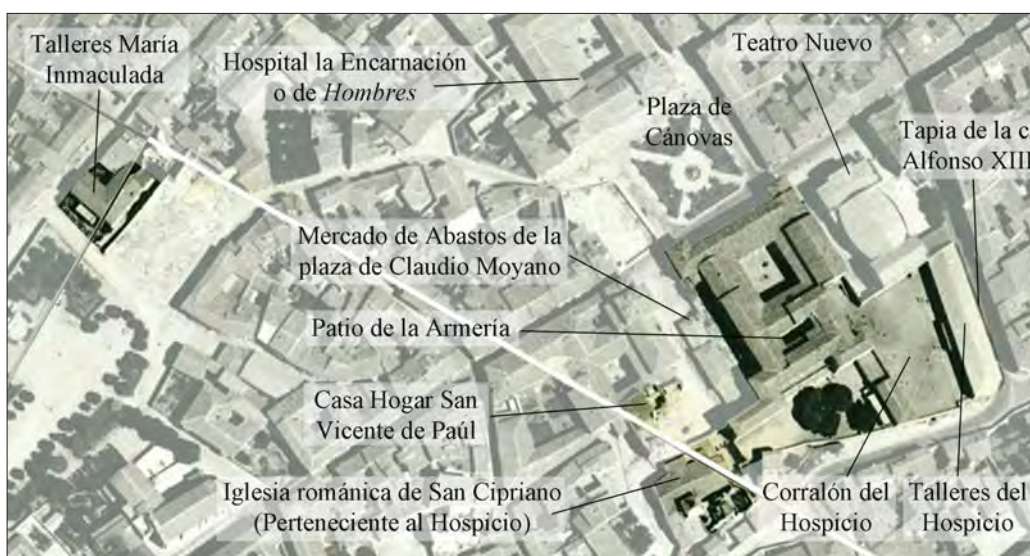 Talleres María
Inmaculada
Hospital la Encarnación
o de Hombres
Teatro Nuevo
Plaza de
Cánovas
Tapia de la c
Alfonso XIII
Mercado de Abastos de la
plaza de Claudio Moyano
Patio de la Armería
Casa Hogar San
Vicente de Paúl
Iglesia románica de San Cipriano
(Perteneciente al Hospicio)
Corralón del
Hospicio
Talleres del
Hospicio